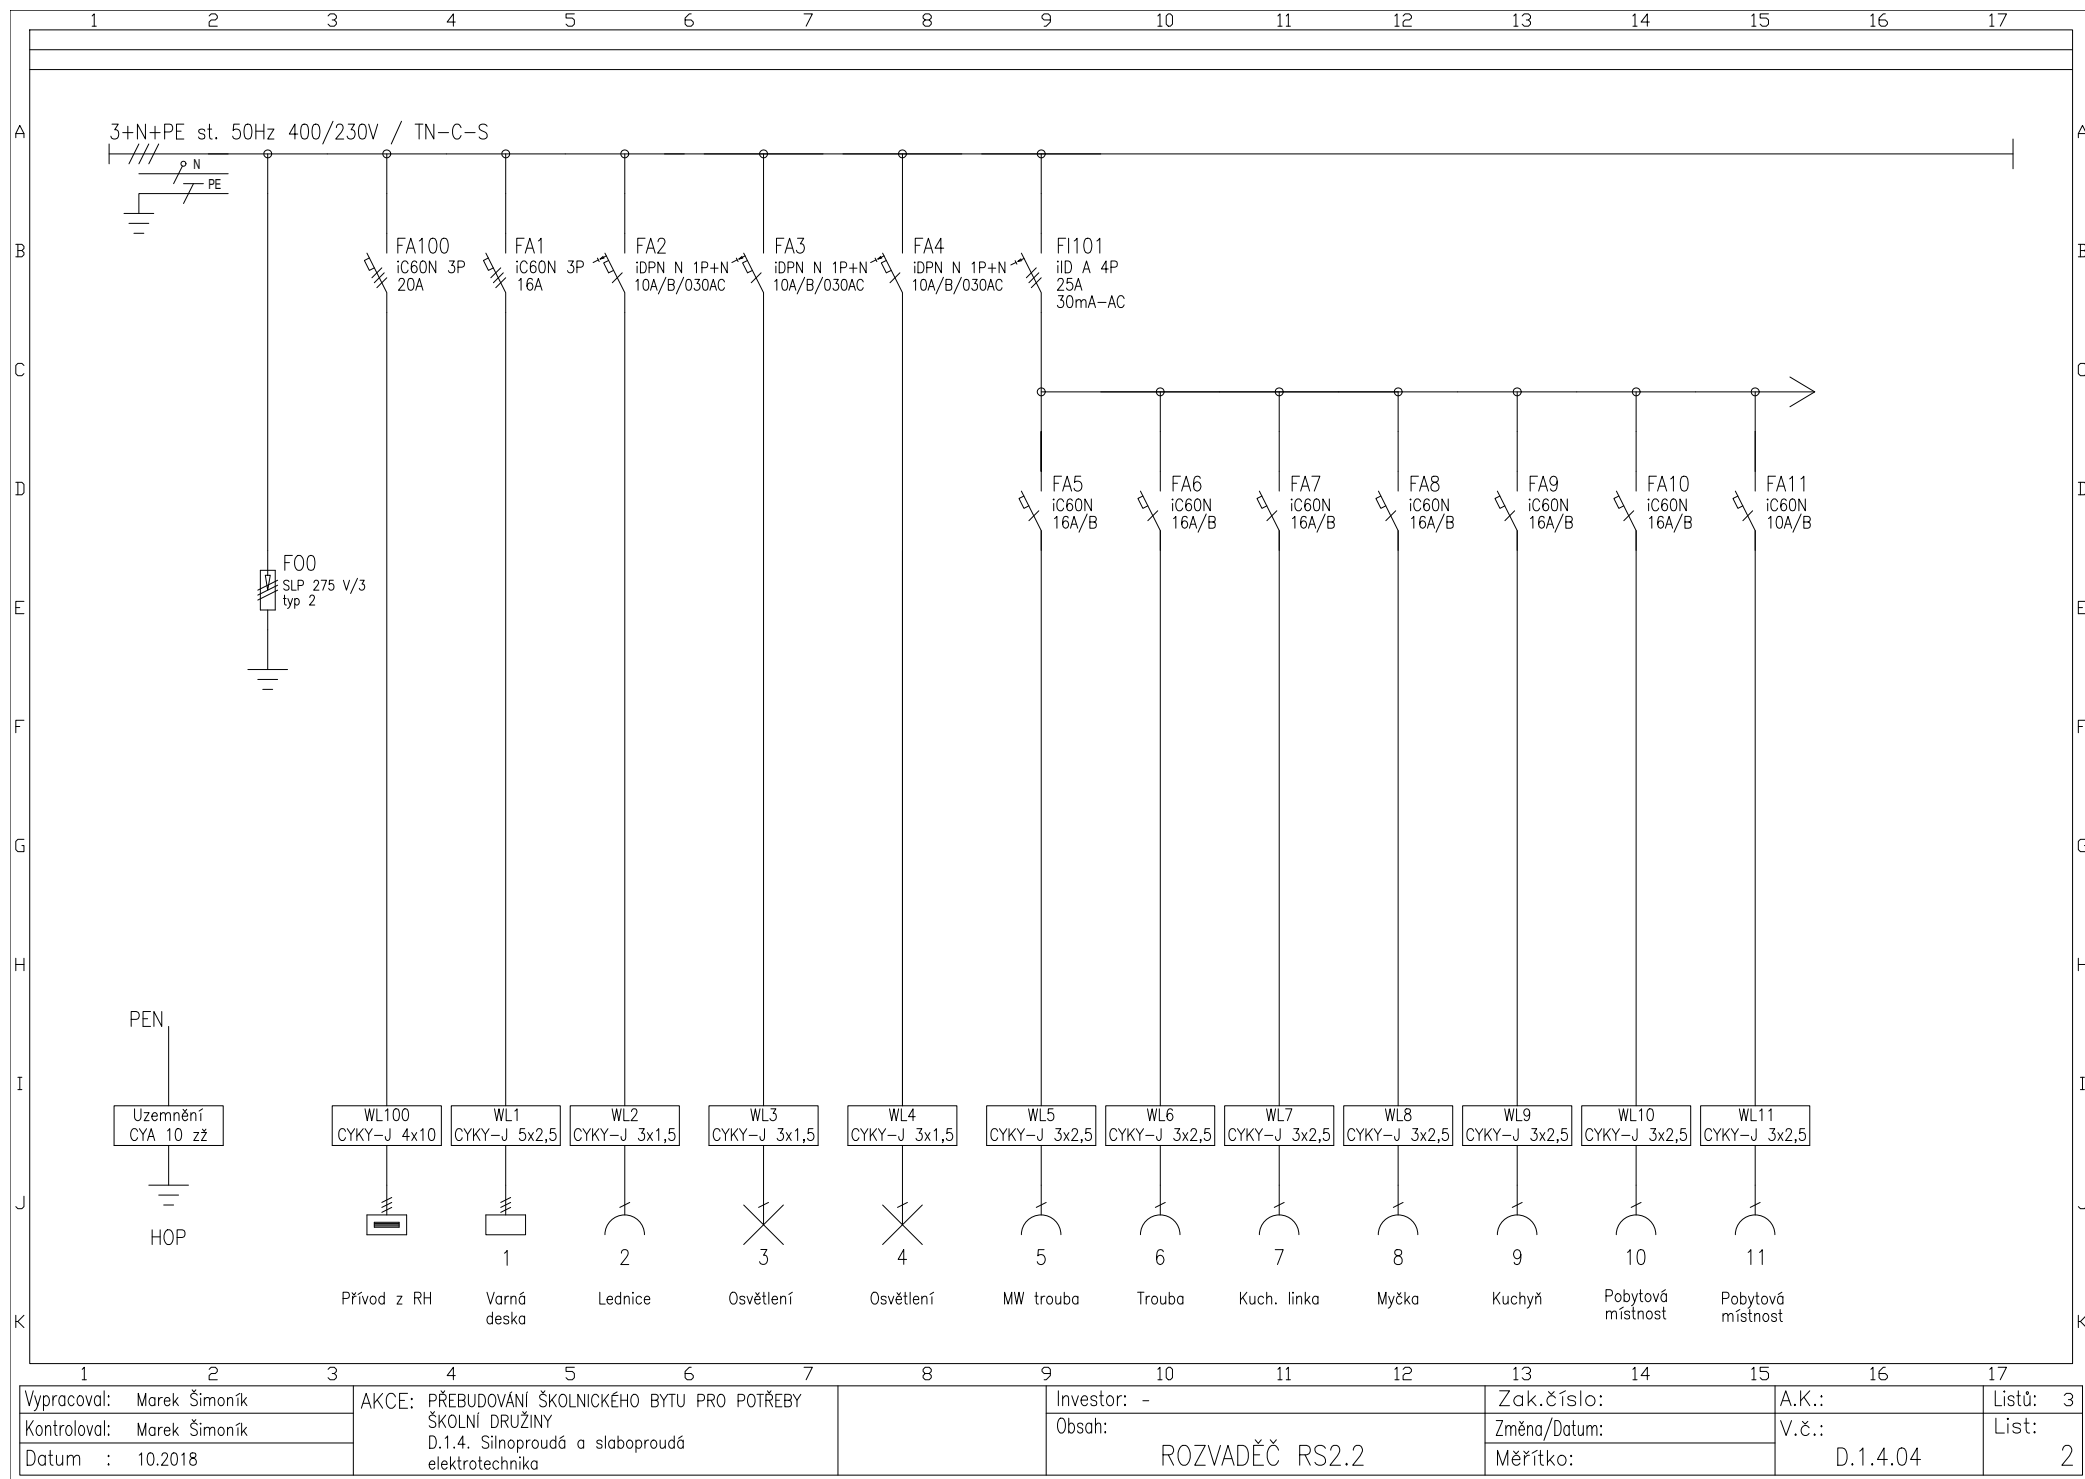 1 2 3 4 5 6 7 8 9 10 11 12 13 14 15 16 17
A A
3+N+PE st. 50Hz 400/230V / TN-C-S
N
PE
B B
FA100
iC60N 3P
20A
FA1
iC60N 3P
16A
FA2
iDPN N 1P+N
10A/B/030AC
FA3
iDPN N 1P+N
10A/B/030AC
FA4
iDPN N 1P+N
10A/B/030AC
FI101
iID A 4P
25A
30mA-AC
C C
D D
FA5
iC60N
16A/B
FA6
iC60N
16A/B
FA7
iC60N
16A/B
FA8
iC60N
16A/B
FA9
iC60N
16A/B
FA10
iC60N
16A/B
FA11
iC60N
10A/B
FO0
SLP 275 V/3
typ 2
E E
F F
G G
H H
PEN
I I
Uzemnění
CYA 10 zž
WL100
CYKY-J 4x10
WL1
CYKY-J 5x2,5
WL2
CYKY-J 3x1,5
WL3
CYKY-J 3x1,5
WL4
CYKY-J 3x1,5
WL5
CYKY-J 3x2,5
WL6
CYKY-J 3x2,5
WL7
CYKY-J 3x2,5
WL8
CYKY-J 3x2,5
WL9
CYKY-J 3x2,5
WL10
CYKY-J 3x2,5
WL11
CYKY-J 3x2,5
J J
HOP
1 2 3 4 5 6 7 8 9 10 11
Přívod z RH
Varná
deska
Lednice
Osvětlení
Osvětlení
MW trouba
Trouba
Kuch. linka
Myčka
Kuchyň
Pobytová
místnost
Pobytová
místnost
K K
1 2 3 4 5 6 7 8 9 10 11 12 13 14 15 16 17
Vypracoval: Marek Šimoník
Kontroloval: Marek Šimoník
Datum : 10.2018
AKCE: PŘEBUDOVÁNÍ ŠKOLNICKÉHO BYTU PRO POTŘEBY
ŠKOLNÍ DRUŽINY
D.1.4. Silnoproudá a slaboproudá
elektrotechnika
Investor: -
Obsah:
ROZVADĚČ RS2.2
Zak.číslo:
Změna/Datum:
Měřítko:
A.K.:
V.č.:
D.1.4.04
Listů: 3
List:
2